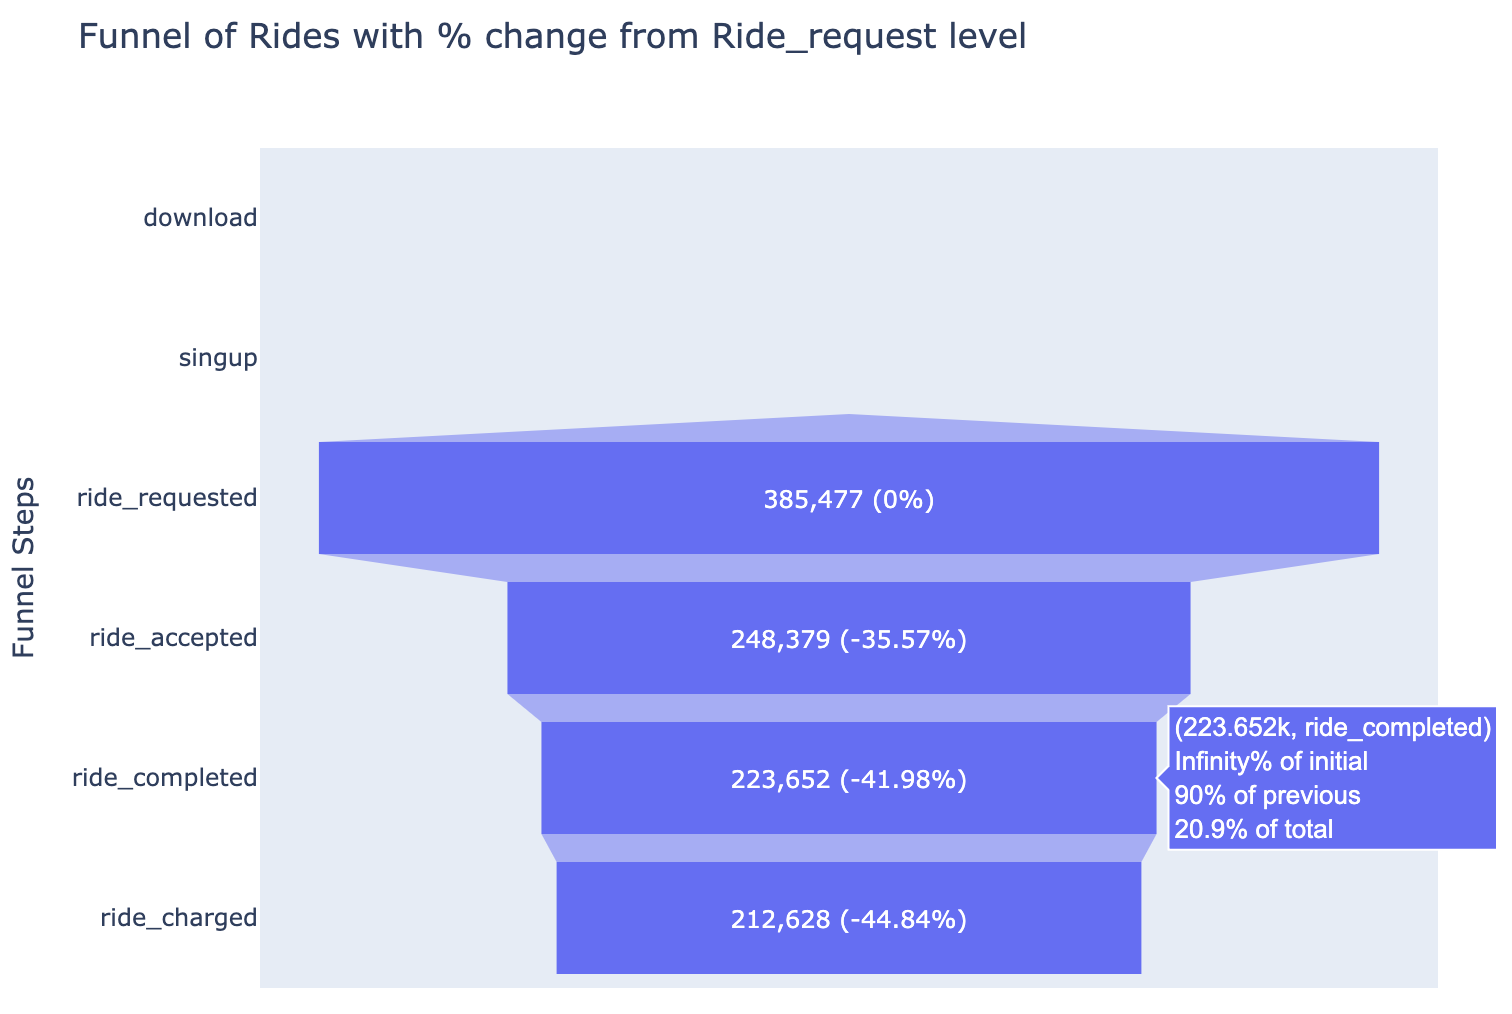 Funnel of Rides with % change from Ride_request level
Funnel Steps
download
singup
ride_requested
385,477 (0%)
ride_accepted
248,379 (-35.57%)
ride_completed
223,652 (-41.98%)
(223.652k, ride_completed)
Infinity% of initial
90% of previous
20.9% of total
ride_charged
212,628 (-44.84%)